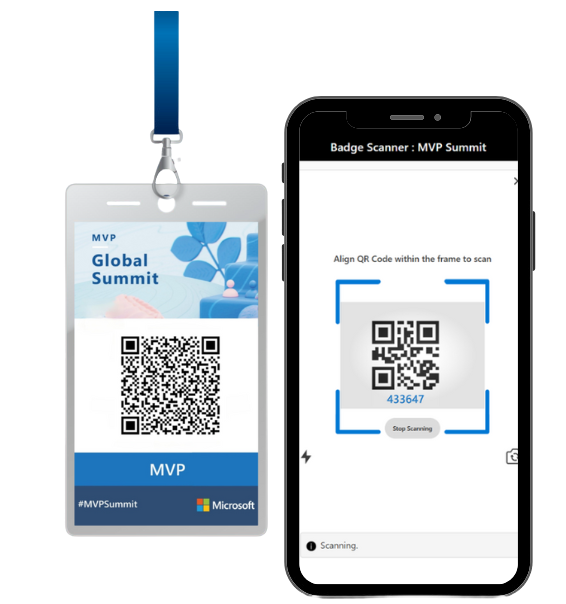 MVP
Global
Summit
MVP
#MVPSummit
Microsoft
Badge Scanner : MVP Summit
Align QR Code within the frame to scan
433647
Stop Scanning
Scanning.